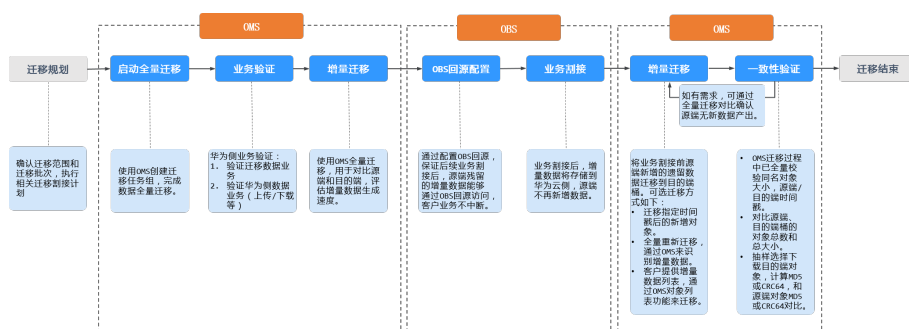 OMS
OBS
OMS
迁移规划
启动全量迁移
业务验证
增量迁移
OBS回源配置
业务割接
增量迁移
一致性验证
迁移结束
如有需求，可通过
全量迁移对比确认
源端无新数据产出。
确认迁移范围和
迁移批次，执行
相关迁移割接计
划
使用OMS创建迁
移任务组，完成
数据全量迁移。
华为侧业务验证：
1. 验证迁移数据业
务
2. 验证华为侧数据
业务（上传/下载
等）
使用OMS全量迁
移，用于对比源
端和目的端，评
估增量数据生成
速度。
通过配置OBS回源，
保证后续业务割
接后，源端残留
的增量数据能够
通过OBS回源访问，
客户业务不中断。
业务割接后，增
量数据将存储到
华为云侧，源端
不再新增数据。
将业务割接前源
端新增的遗留数
据迁移到目的端
桶。可选迁移方
式如下：
• 迁移指定时间
戳后的新增对
象。
• 全量重新迁移，
通过OMS来识
别增量数据。
• 客户提供增量
数据列表，通
过OMS对象列
表功能来迁移。
• OMS迁移过程
中已全量校
验同名对象
大小，源端/
目的端时间
戳。
• 对比源端、
目的端桶的
对象总数和
总大小。
• 抽样选择下
载目的端对
象，计算MD5
或CRC64，和
源端对象MD5
或CRC64对比。